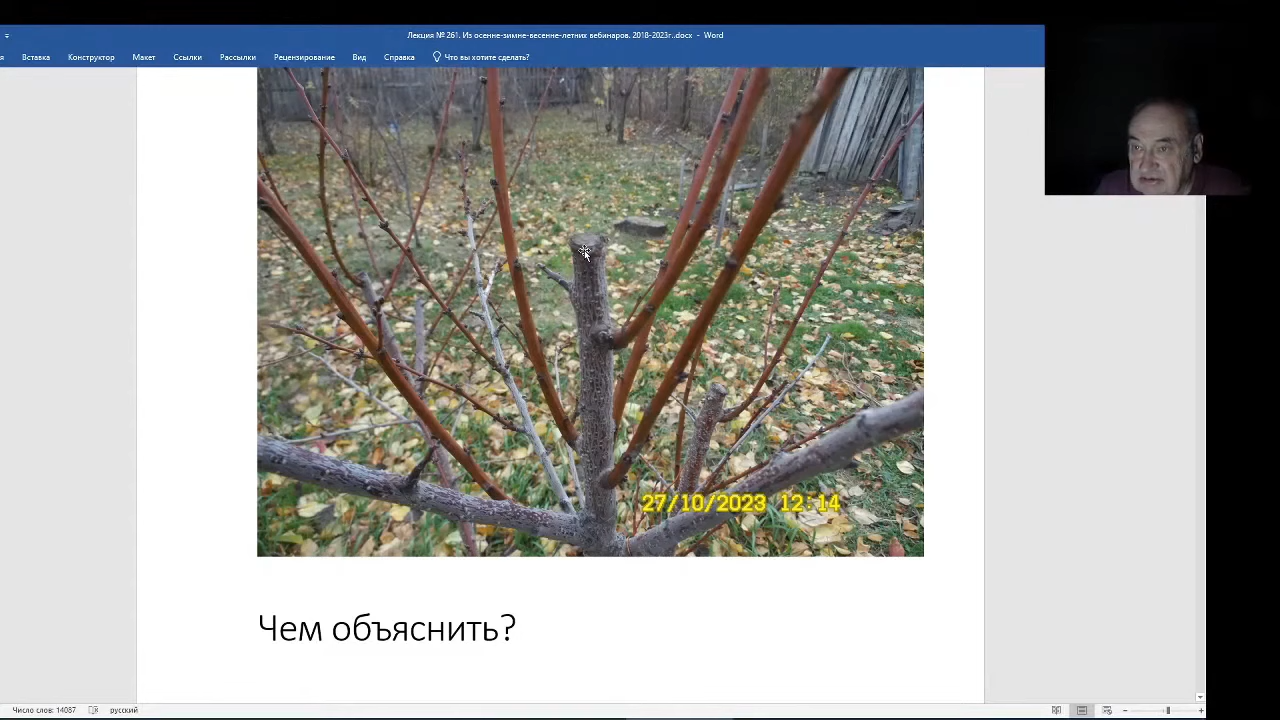 Лекция № 261. Из осенне-зимне-весенне-летних вебинаров. 2018-2023г..docx - Word
я Вставка Конструктор Макет Ссылки Рассылки Рецензирование Вид Справка Что вы хотите сделать?
27/10/2023 12:14
Чем объяснить?
Число слов: 14087 русский